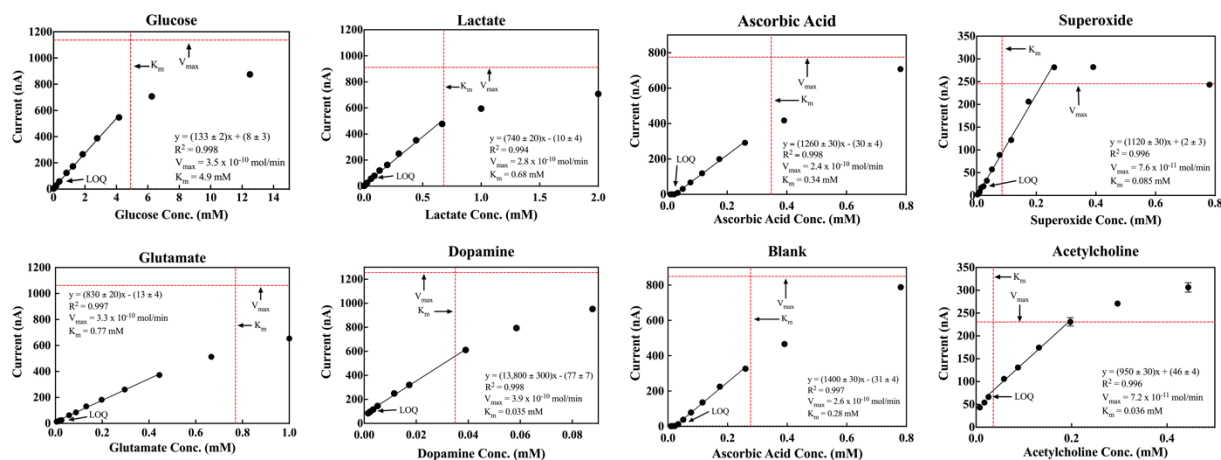 Glucose
Current (nA)
1200
1000
800
600
400
200
0
K_m
V_max
y = (133 ± 2)x + (8 ± 3)
R² = 0.998
V_max = 3.5 x 10⁻¹⁰ mol/min
K_m = 4.9 mM
LOQ
0 2 4 6 8 10 12 14
Glucose Conc. (mM)
Lactate
Current (nA)
1200
1000
800
600
400
200
0
V_max
K_m
y = (740 ± 20)x - (10 ± 4)
R² = 0.994
V_max = 2.8 x 10⁻¹⁰ mol/min
K_m = 0.68 mM
LOQ
0.0 0.5 1.0 1.5 2.0
Lactate Conc. (mM)
Ascorbic Acid
Current (nA)
800
600
400
200
0
V_max
K_m
y = (1260 ± 30)x - (30 ± 4)
R² = 0.998
V_max = 2.4 x 10⁻¹⁰ mol/min
K_m = 0.34 mM
LOQ
0.0 0.2 0.4 0.6 0.8
Ascorbic Acid Conc. (mM)
Superoxide
Current (nA)
350
300
250
200
150
100
50
0
K_m
V_max
y = (1120 ± 30)x + (2 ± 3)
R² = 0.996
V_max = 7.6 x 10⁻¹¹ mol/min
K_m = 0.085 mM
LOQ
0.0 0.2 0.4 0.6 0.8
Superoxide Conc. (mM)
Glutamate
Current (nA)
1200
1000
800
600
400
200
0
y = (830 ± 20)x - (13 ± 4)
R² = 0.997
V_max = 3.3 x 10⁻¹⁰ mol/min
K_m = 0.77 mM
V_max
K_m
LOQ
0.0 0.2 0.4 0.6 0.8 1.0
Glutamate Conc. (mM)
Dopamine
Current (nA)
1200
1000
800
600
400
200
0
V_max
K_m
y = (13,800 ± 300)x - (77 ± 7)
R² = 0.998
V_max = 3.9 x 10⁻¹⁰ mol/min
K_m = 0.035 mM
LOQ
0.00 0.02 0.04 0.06 0.08
Dopamine Conc. (mM)
Blank
Current (nA)
800
600
400
200
0
V_max
K_m
y = (1400 ± 30)x - (31 ± 4)
R² = 0.997
V_max = 2.6 x 10⁻¹⁰ mol/min
K_m = 0.28 mM
LOQ
0.0 0.2 0.4 0.6 0.8
Ascorbic Acid Conc. (mM)
Acetylcholine
Current (nA)
350
300
250
200
150
100
50
0
K_m
V_max
y = (950 ± 30)x + (46 ± 4)
R² = 0.996
V_max = 7.2 x 10⁻¹¹ mol/min
K_m = 0.036 mM
LOQ
0.0 0.2 0.4
Acetylcholine Conc. (mM)